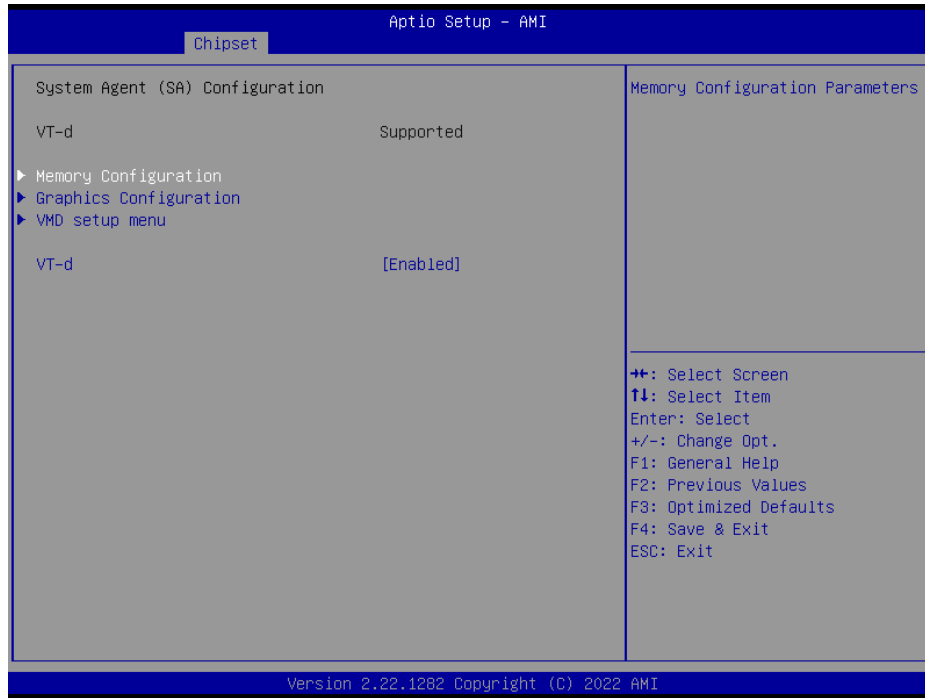 Aptio Setup - AMI
Chipset
System Agent (SA) Configuration
VT-d Supported
Memory Configuration
Graphics Configuration
VMD setup menu
VT-d [Enabled]
Memory Configuration Parameters
→←: Select Screen
↑↓: Select Item
Enter: Select
+/-: Change Opt.
F1: General Help
F2: Previous Values
F3: Optimized Defaults
F4: Save & Exit
ESC: Exit
Version 2.22.1282 Copyright (C) 2022 AMI